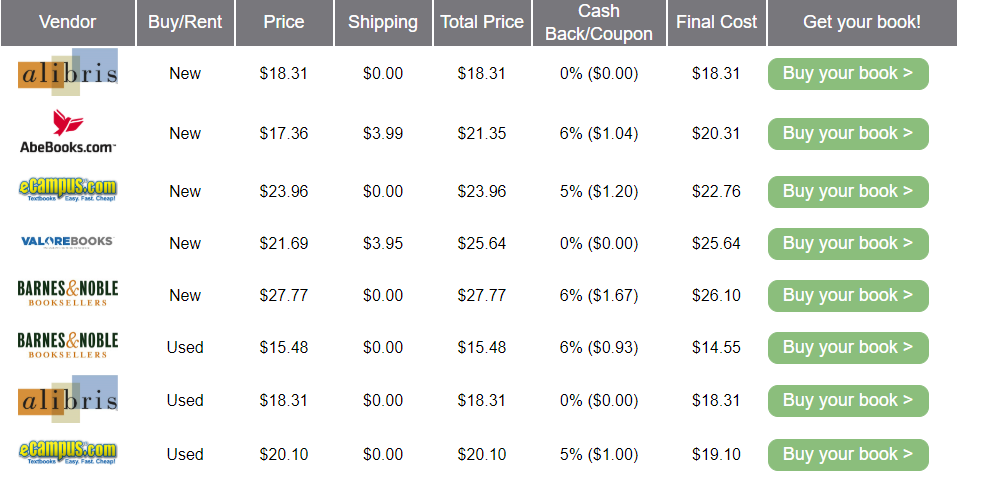 Vendor Buy/Rent Price Shipping Total Price Cash Back/Coupon Final Cost Get your book!
alibris New $18.31 $0.00 $18.31 0% ($0.00) $18.31 Buy your book >
AbeBooks.com™ New $17.36 $3.99 $21.35 6% ($1.04) $20.31 Buy your book >
eCampus.com New $23.96 $0.00 $23.96 5% ($1.20) $22.76 Buy your book >
Textbooks Easy. Fast. Cheap!
VALOREBOOKS New $21.69 $3.95 $25.64 0% ($0.00) $25.64 Buy your book >
BARNES&NOBLE New $27.77 $0.00 $27.77 6% ($1.67) $26.10 Buy your book >
BOOKSELLERS
BARNES&NOBLE Used $15.48 $0.00 $15.48 6% ($0.93) $14.55 Buy your book >
BOOKSELLERS
alibris Used $18.31 $0.00 $18.31 0% ($0.00) $18.31 Buy your book >
eCampus.com Used $20.10 $0.00 $20.10 5% ($1.00) $19.10 Buy your book >
Textbooks Easy. Fast. Cheap!